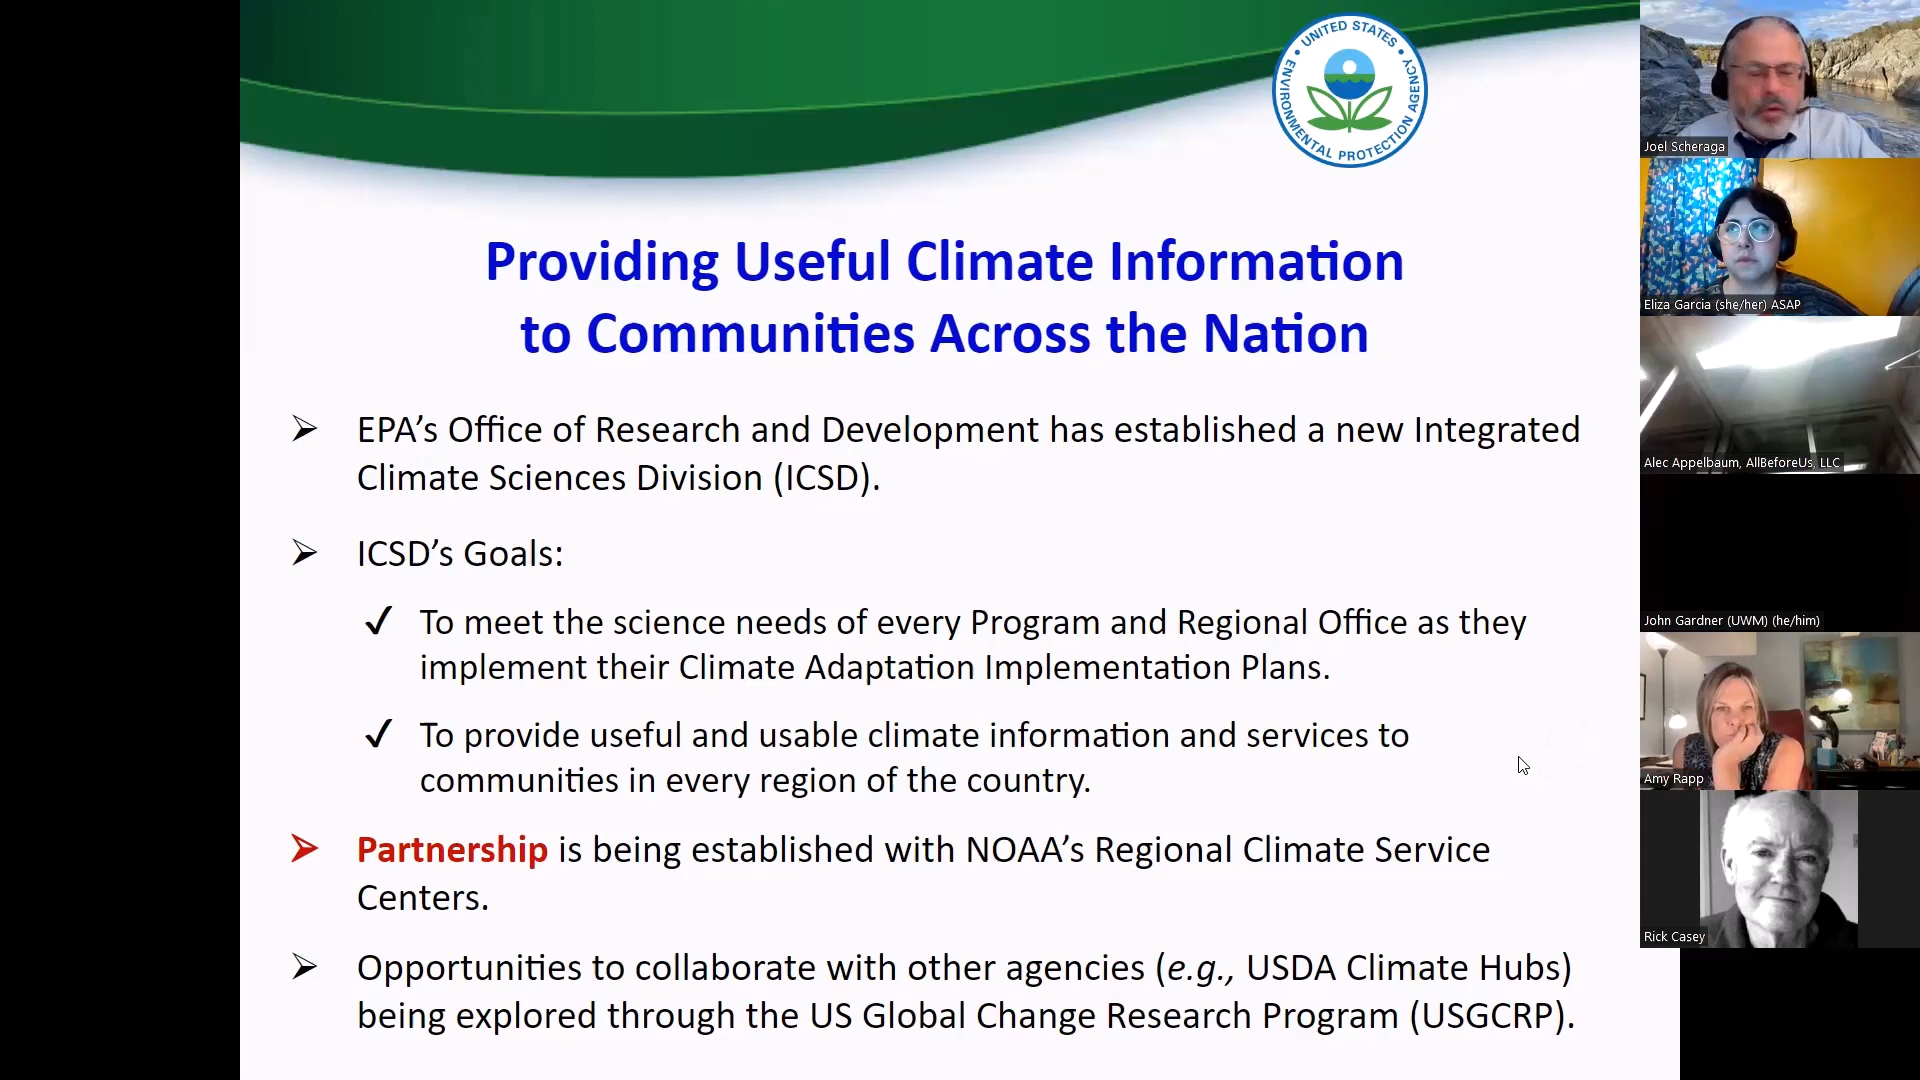 UNITED STATES
ENVIRONMENTAL PROTECTION AGENCY
Providing Useful Climate Information
to Communities Across the Nation
EPA’s Office of Research and Development has established a new Integrated
Climate Sciences Division (ICSD).
ICSD’s Goals:
To meet the science needs of every Program and Regional Office as they
implement their Climate Adaptation Implementation Plans.
To provide useful and usable climate information and services to
communities in every region of the country.
Partnership is being established with NOAA’s Regional Climate Service
Centers.
Opportunities to collaborate with other agencies (e.g., USDA Climate Hubs)
being explored through the US Global Change Research Program (USGCRP).
Joel Scheraga
Eliza Garcia (she/her) ASAP
Alec Appelbaum, AllBeforeUs, LLC
John Gardner (UWM) (he/him)
Amy Rapp
Rick Casey